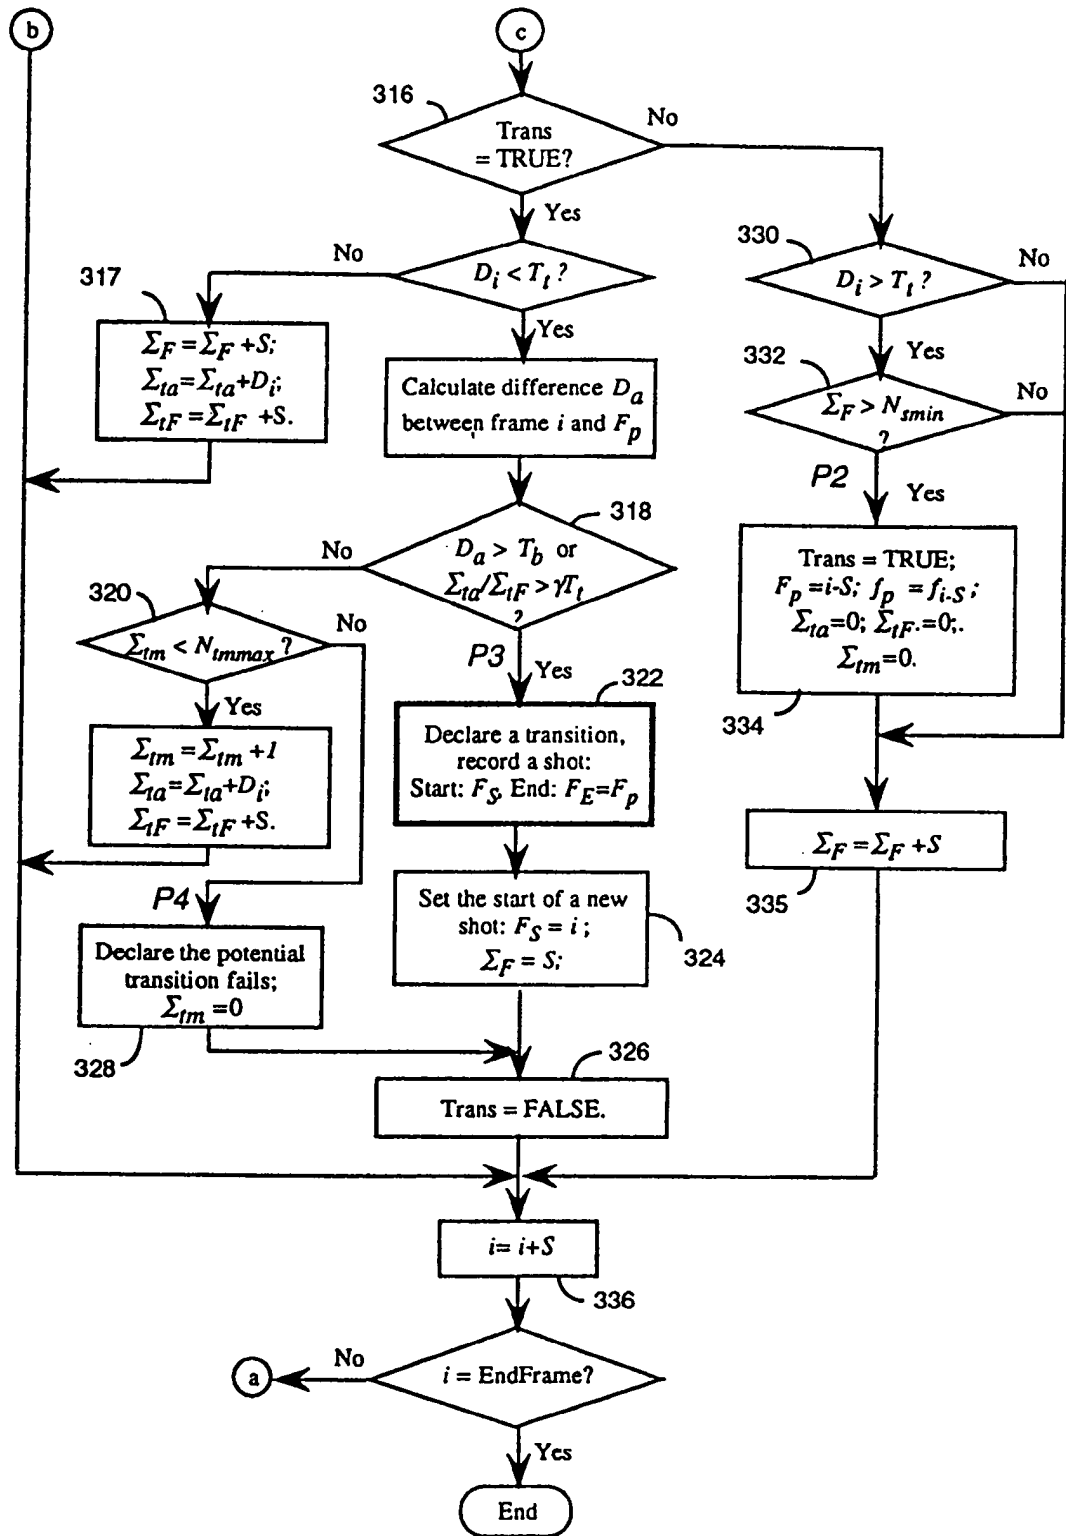 b
c
316
Trans
= TRUE?
No
Yes
330
D_i > T_t ?
No
Yes
No
D_i < T_t ?
Yes
317
Σ_F = Σ_F + S;
Σ_ta = Σ_ta + D_i;
Σ_tF = Σ_tF + S.
Calculate difference D_a
between frame i and F_p
332
Σ_F > N_smin
?
No
P2
Yes
318
D_a > T_b or
Σ_ta/Σ_tF > γT_t
?
No
P3
Yes
320
Σ_tm < N_tmmax ?
No
Yes
Trans = TRUE;
F_p = i-S; f_p = f_i-S ;
Σ_ta=0; Σ_tF.=0;.
Σ_tm=0.
334
322
Declare a transition,
record a shot:
Start: F_S, End: F_E=F_p
Σ_tm = Σ_tm + 1
Σ_ta = Σ_ta + D_i;
Σ_tF = Σ_tF + S.
Σ_F = Σ_F + S
335
P4
Set the start of a new
shot: F_S = i ;
Σ_F = S;
324
Declare the potential
transition fails;
Σ_tm = 0
328
326
Trans = FALSE.
i= i+S
336
i = EndFrame?
No
a
Yes
End